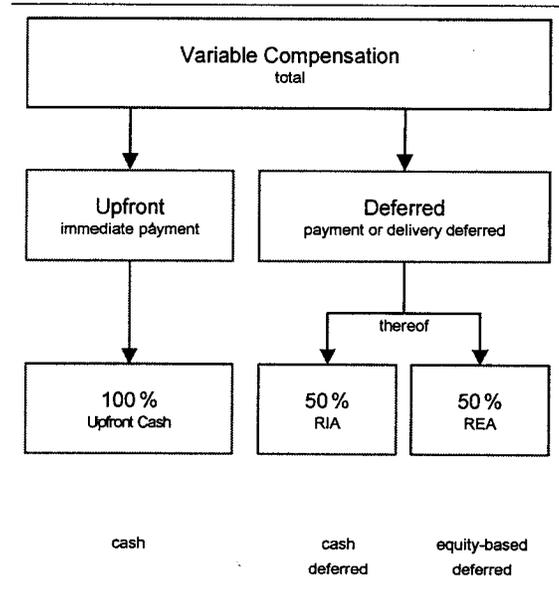 Variable Compensation
total
Upfront
immediate payment
Deferred
payment or delivery deferred
thereof
100 %
Upfront Cash
50 %
RIA
50 %
REA
cash
cash
deferred
equity-based
deferred